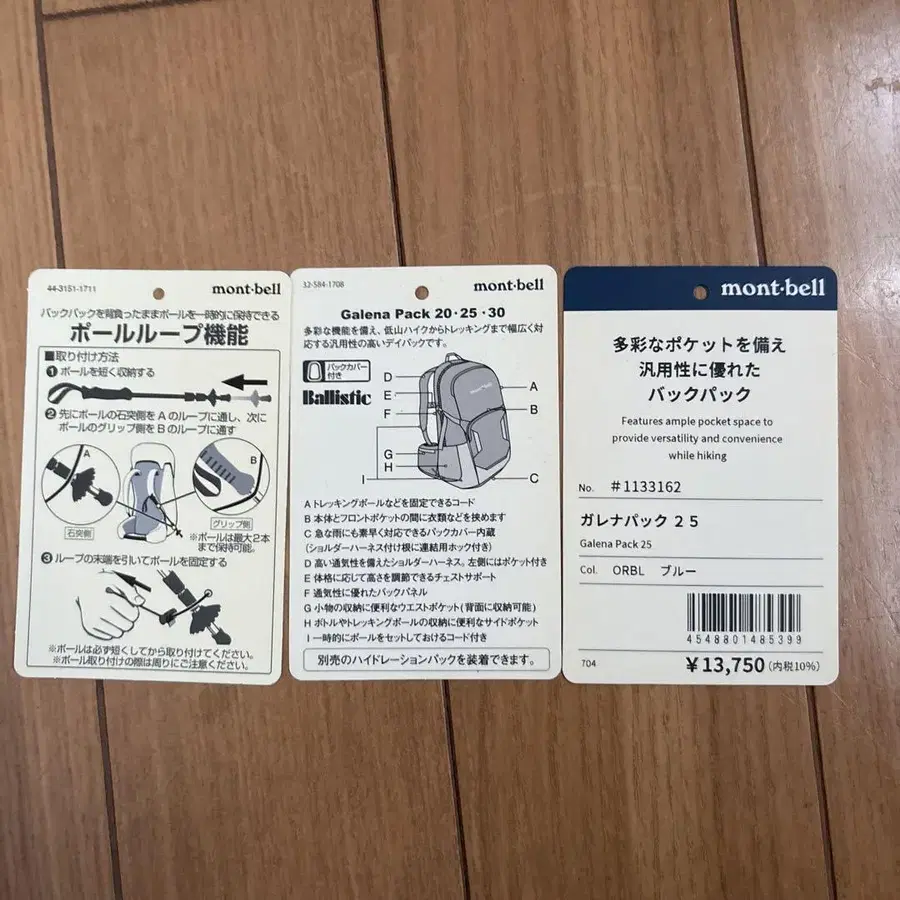 44-3151-1711
mont-bell
バックパックを背負ったままポールを一時的に保持できる
ポールループ機能
■取り付け方法
❶ポールを短く収納する
❷先にポールの石突側をAのループに通し、次に
ポールのグリップ側をBのループに通す
A
B
石突側
グリップ側
※ポールは最大2本
まで保持可能。
❸ループの末端を引いてポールを固定する
※ポールは必ず短くしてから取り付けてください。
※ポール取り付けの際は周りにご注意ください。
32-584-1708
mont-bell
Galena Pack 20・25・30
多彩な機能を備え、低山ハイクからトレッキングまで幅広く対
応する汎用性の高いデイパックです。
バックカバー
付き
Ballistic
mont-bell
D
E
F
G
H
I
A
B
C
A トレッキングポールなどを固定できるコード
B 本体とフロントポケットの間に衣類などを挟めます
C 急な雨にも素早く対応できるバックカバー内蔵
(ショルダーハーネス付け根に連結用ホック付き)
D 高い通気性を備えたショルダーハーネス。左側にはポケット付き
E 体格に応じて高さを調節できるチェストサポート
F 通気性に優れたバックパネル
G 小物の収納に便利なウエストポケット(背面に収納可能)
H ボトルやトレッキングポールの収納に便利なサイドポケット
I 一時的にポールをセットしておけるコード付き
別売のハイドレーションパックを装着できます。
mont-bell
多彩なポケットを備え
汎用性に優れた
バックパック
Features ample pocket space to
provide versatility and convenience
while hiking
No. #1133162
ガレナパック 25
Galena Pack 25
Col. ORBL ブルー
4548801485399
704
¥13,750(内税10%)